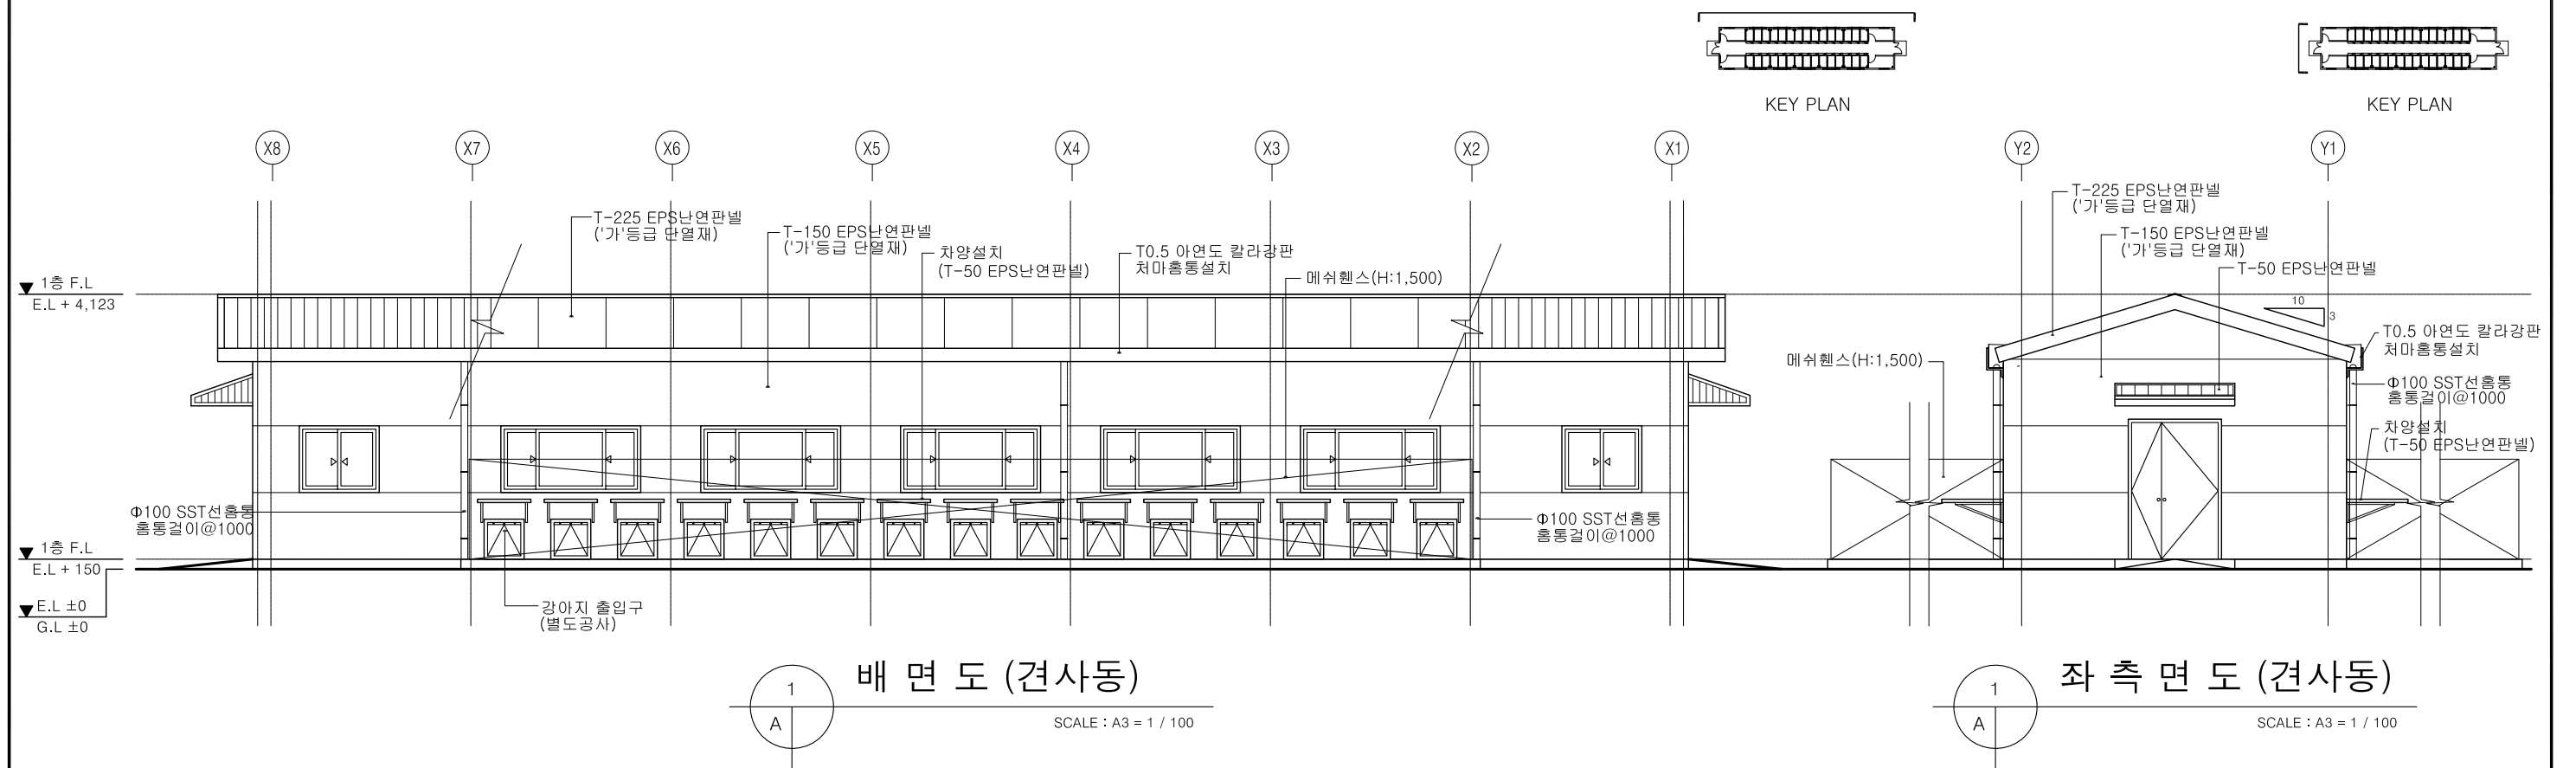 KEY PLAN
KEY PLAN
X8
X7
X6
X5
X4
X3
X2
X1
Y2
Y1
T-225 EPS난연판넬
('가'등급 단열재)
T-150 EPS난연판넬
('가'등급 단열재)
차양설치
(T-50 EPS난연판넬)
T0.5 아연도 칼라강판
처마홈통설치
메쉬휀스(H:1,500)
1층 F.L
E.L + 4,123
Φ100 SST선홈통
홈통걸이@1000
Φ100 SST선홈통
홈통걸이@1000
1층 F.L
E.L + 150
E.L ±0
G.L ±0
강아지 출입구
(별도공사)
T-225 EPS난연판넬
('가'등급 단열재)
T-150 EPS난연판넬
('가'등급 단열재)
T-50 EPS난연판넬
10
3
T0.5 아연도 칼라강판
처마홈통설치
메쉬휀스(H:1,500)
Φ100 SST선홈통
홈통걸이@1000
차양설치
(T-50 EPS난연판넬)
1
A
배 면 도 (견사동)
SCALE : A3 = 1 / 100
1
A
좌 측 면 도 (견사동)
SCALE : A3 = 1 / 100